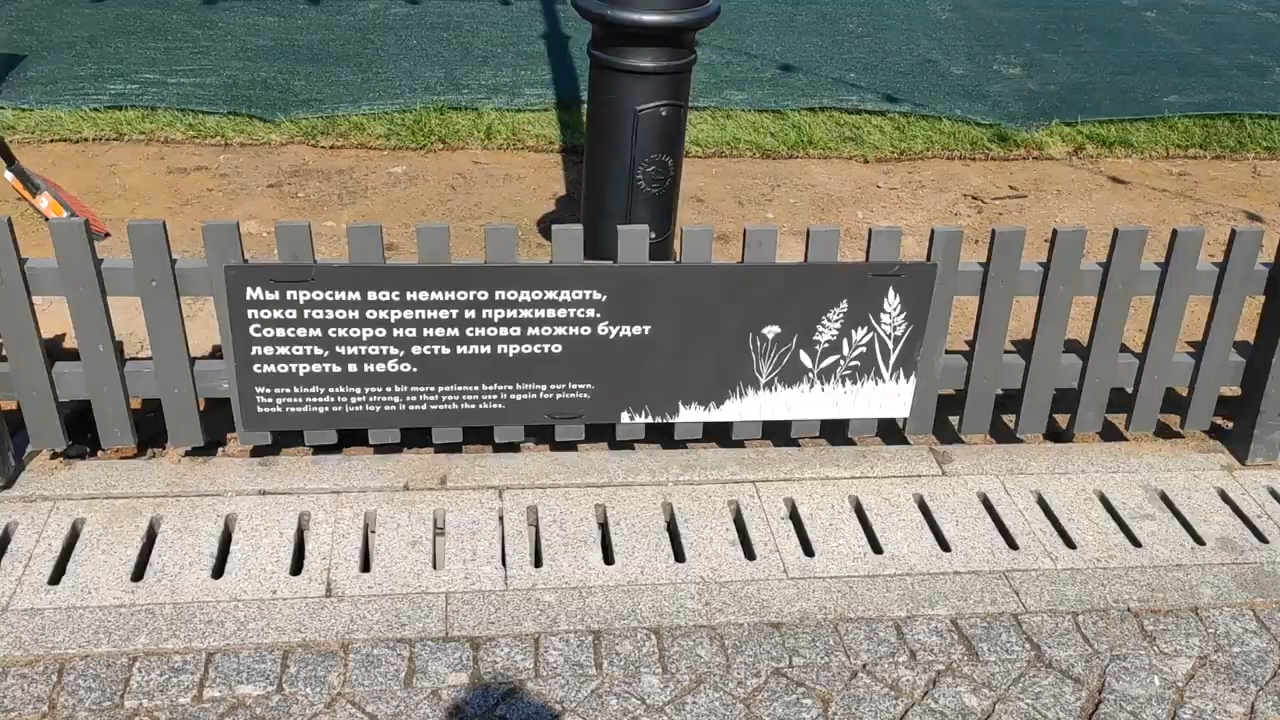 Мы просим вас немного подождать,
пока газон окрепнет и приживется.
Совсем скоро на нем снова можно будет
лежать, читать, есть или просто
смотреть в небо.
We are kindly asking you a bit more patience before hitting our lawn.
The grass needs to get strong, so that you can use it again for picnics,
book readings or just lay on it and watch the skies.